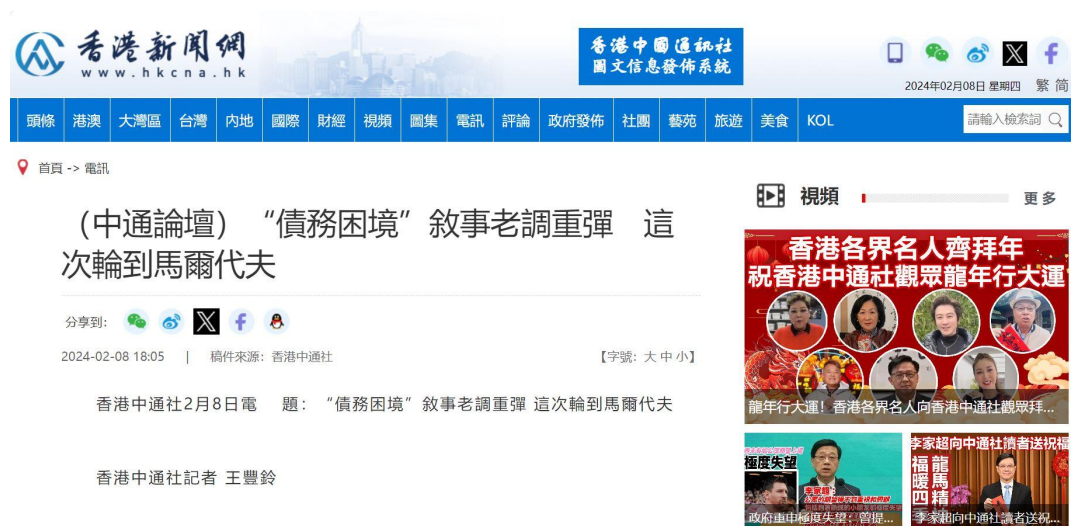 香港新聞網
www.hkcna.hk
香港中國通訊社
圖文信息發佈系統
2024年02月08日 星期四 繁 简
頭條 港澳 大灣區 台灣 內地 國際 財經 視頻 圖集 電訊 評論 政府發佈 社團 藝苑 旅遊 美食 KOL
請輸入檢索詞
首頁 -> 電訊
（中通論壇）“債務困境”敘事老調重彈 這
次輪到馬爾代夫
分享到:
2024-02-08 18:05 | 稿件來源：香港中通社 【字號：大 中 小】
香港中通社2月8日電 題：“債務困境”敘事老調重彈 這次輪到馬爾代夫
香港中通社記者 王豐鈴
視頻 更多
香港各界名人齊拜年
祝香港中通社觀眾龍年行大運
龍年行大運！香港各界名人向香港中通社觀眾拜...
極度失望
李家超：
政府重申極度失望：曾提...
李家超向中通社讀者送祝福
龍馬精
福暖四
李家超向中通社讀者送祝...